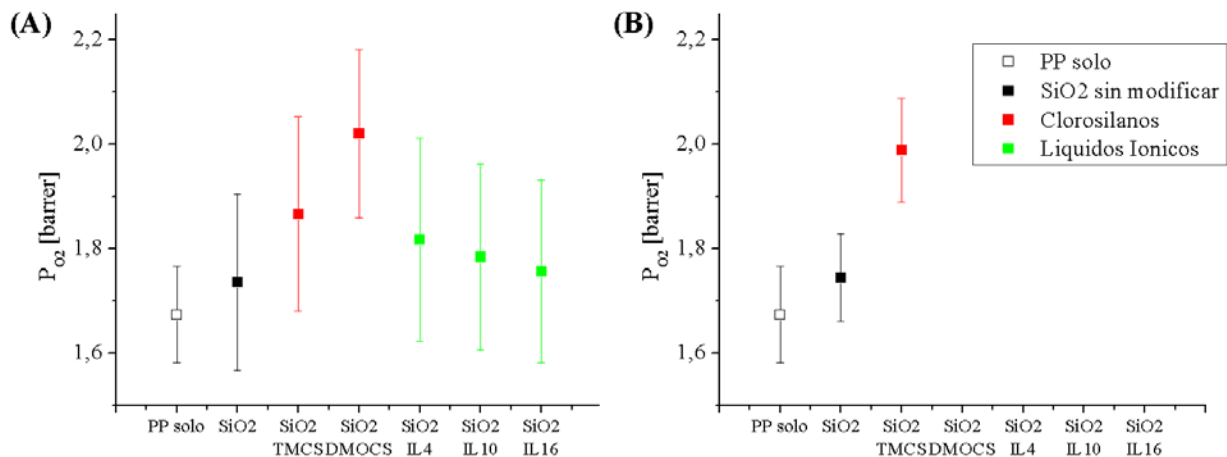 (A)
2,2
2,0
1,8
1,6
P O2 [barrer]
PP solo SiO2 SiO2 SiO2 SiO2 SiO2 SiO2
TMCS DMOCS IL4 IL10 IL16
(B)
2,2
2,0
1,8
1,6
P O2 [barrer]
PP solo SiO2 SiO2 SiO2 SiO2 SiO2 SiO2
TMCS DMOCS IL4 IL10 IL16
PP solo
SiO2 sin modificar
Clorosilanos
Liquidos Ionicos